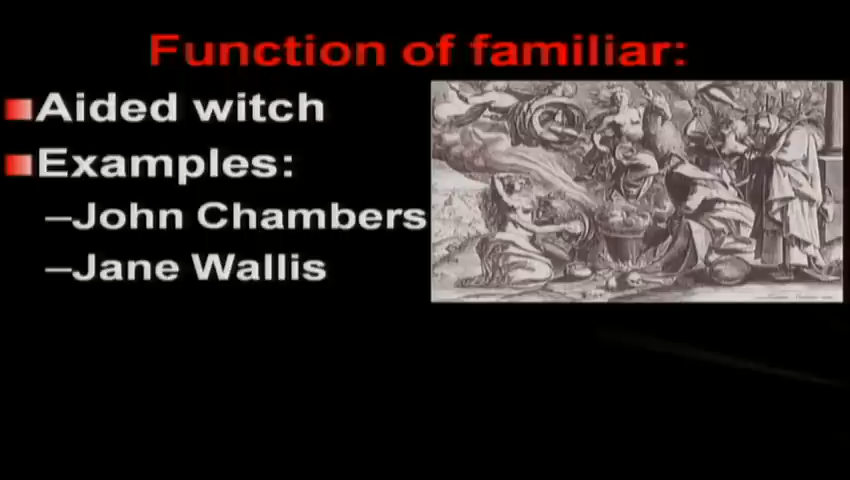 Function of familiar:
Aided witch
Examples:
–John Chambers
–Jane Wallis